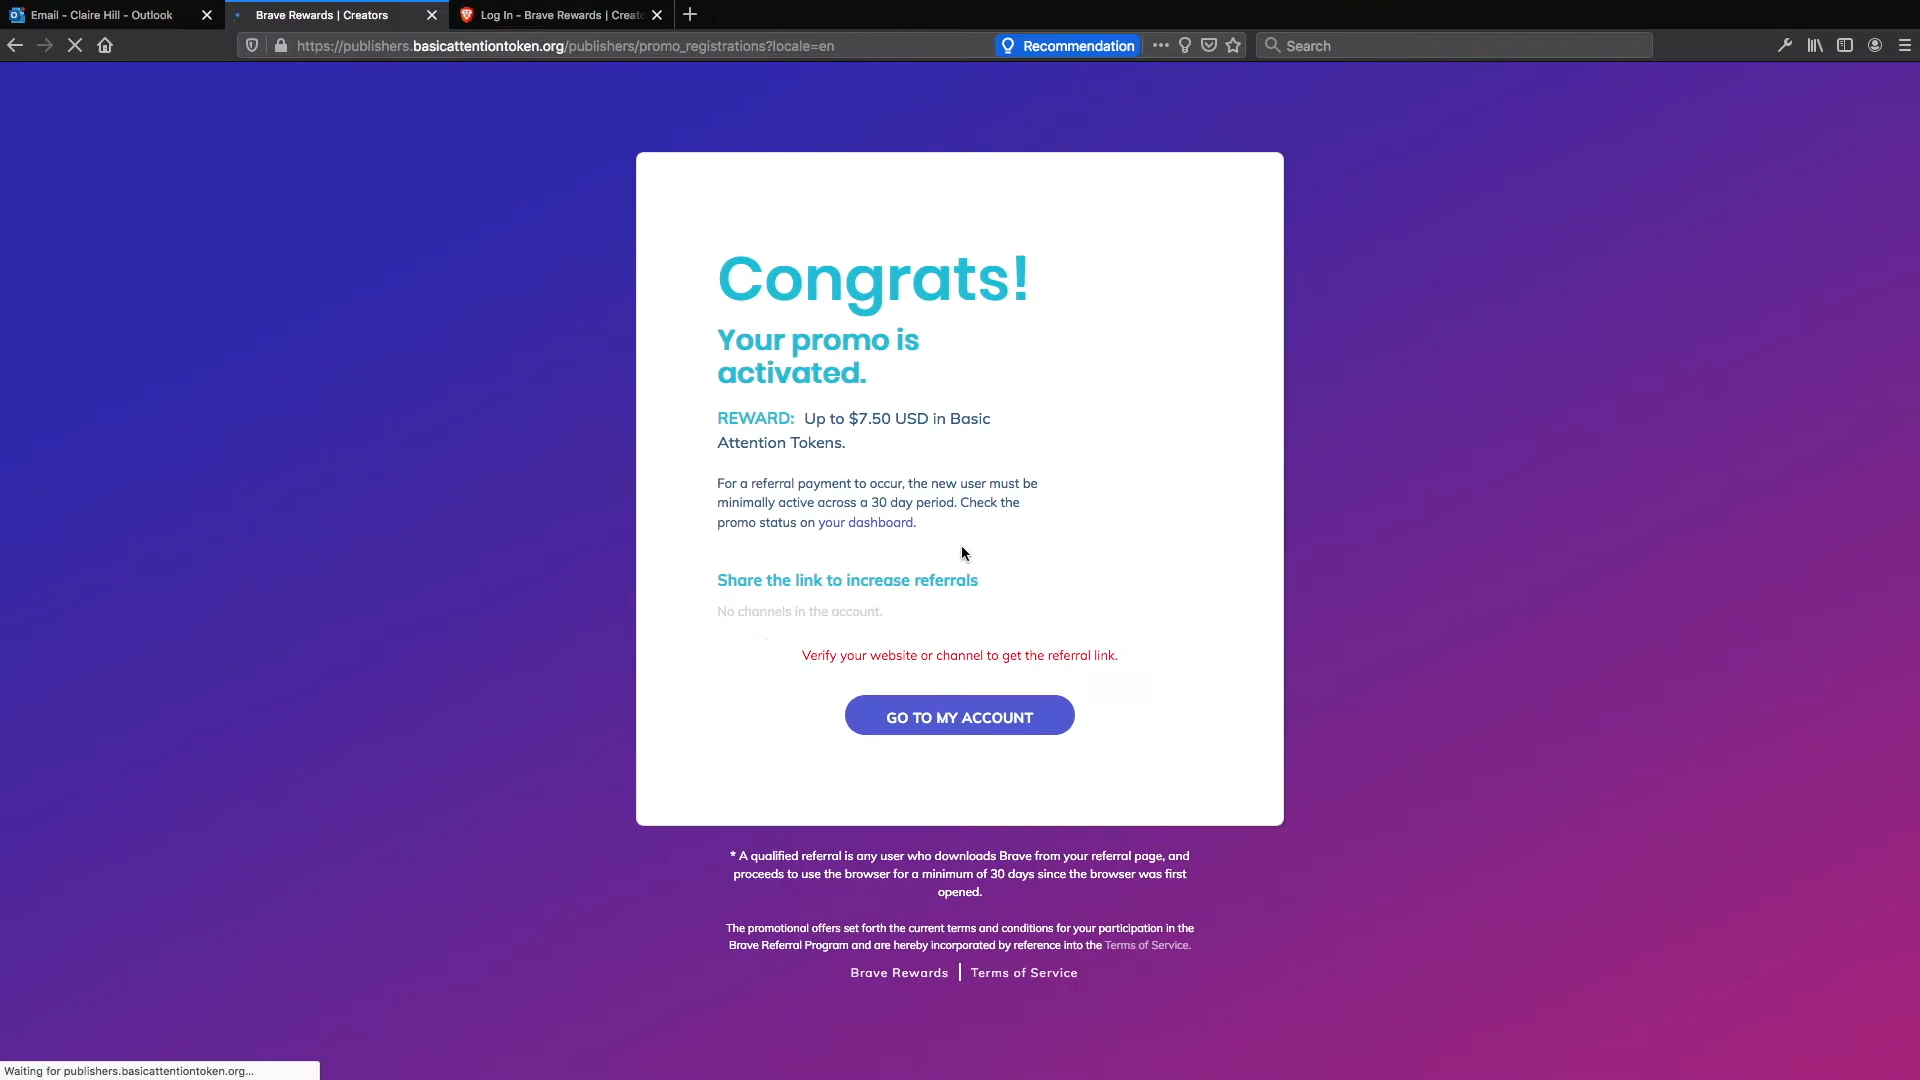 Email - Claire Hill - Outlook
Brave Rewards | Creators
Log In - Brave Rewards | Creato
https://publishers.basicattentiontoken.org/publishers/promo_registrations?locale=en
Recommendation
Search
Congrats!
Your promo is
activated.
REWARD: Up to $7.50 USD in Basic
Attention Tokens.
For a referral payment to occur, the new user must be
minimally active across a 30 day period. Check the
promo status on your dashboard.
Share the link to increase referrals
No channels in the account.
Verify your website or channel to get the referral link.
GO TO MY ACCOUNT
* A qualified referral is any user who downloads Brave from your referral page, and
proceeds to use the browser for a minimum of 30 days since the browser was first
opened.
The promotional offers set forth the current terms and conditions for your participation in the
Brave Referral Program and are hereby incorporated by reference into the Terms of Service.
Brave Rewards | Terms of Service
Waiting for publishers.basicattentiontoken.org...